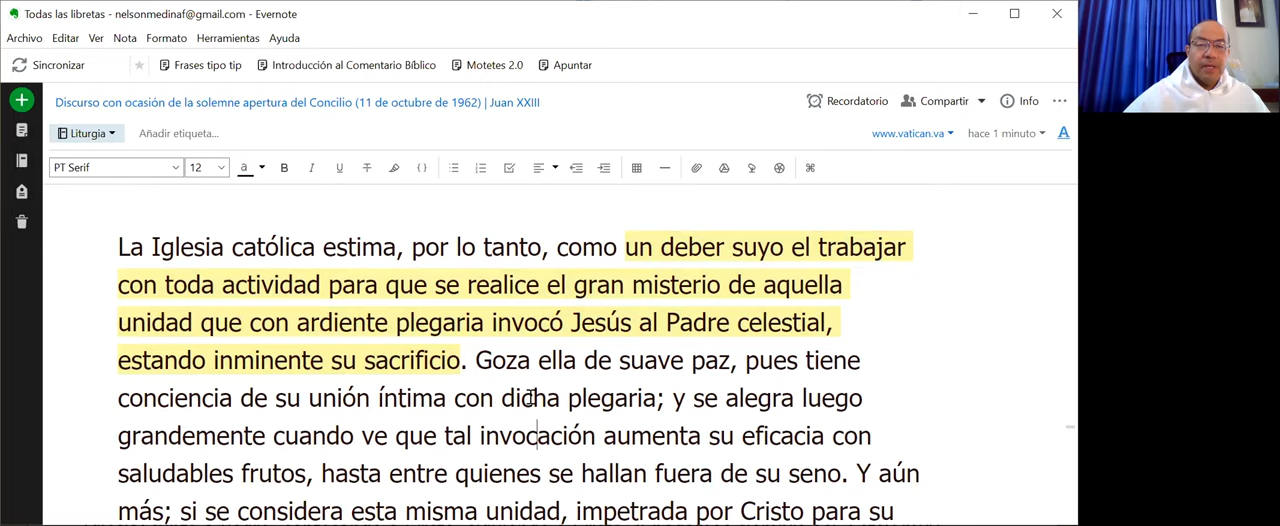 Todas las libretas - nelsonmedinaf@gmail.com - Evernote
Archivo Editar Ver Nota Formato Herramientas Ayuda
Sincronizar Frases tipo tip Introducción al Comentario Bíblico Motetes 2.0 Apuntar
Discurso con ocasión de la solemne apertura del Concilio (11 de octubre de 1962) | Juan XXIII Recordatorio Compartir Info
Liturgia Añadir etiqueta... www.vatican.va hace 1 minuto A
PT Serif 12 a B I U T
La Iglesia católica estima, por lo tanto, como un deber suyo el trabajar
con toda actividad para que se realice el gran misterio de aquella
unidad que con ardiente plegaria invocó Jesús al Padre celestial,
estando inminente su sacrificio. Goza ella de suave paz, pues tiene
conciencia de su unión íntima con dicha plegaria; y se alegra luego
grandemente cuando ve que tal invocación aumenta su eficacia con
saludables frutos, hasta entre quienes se hallan fuera de su seno. Y aún
más; si se considera esta misma unidad, impetrada por Cristo para su